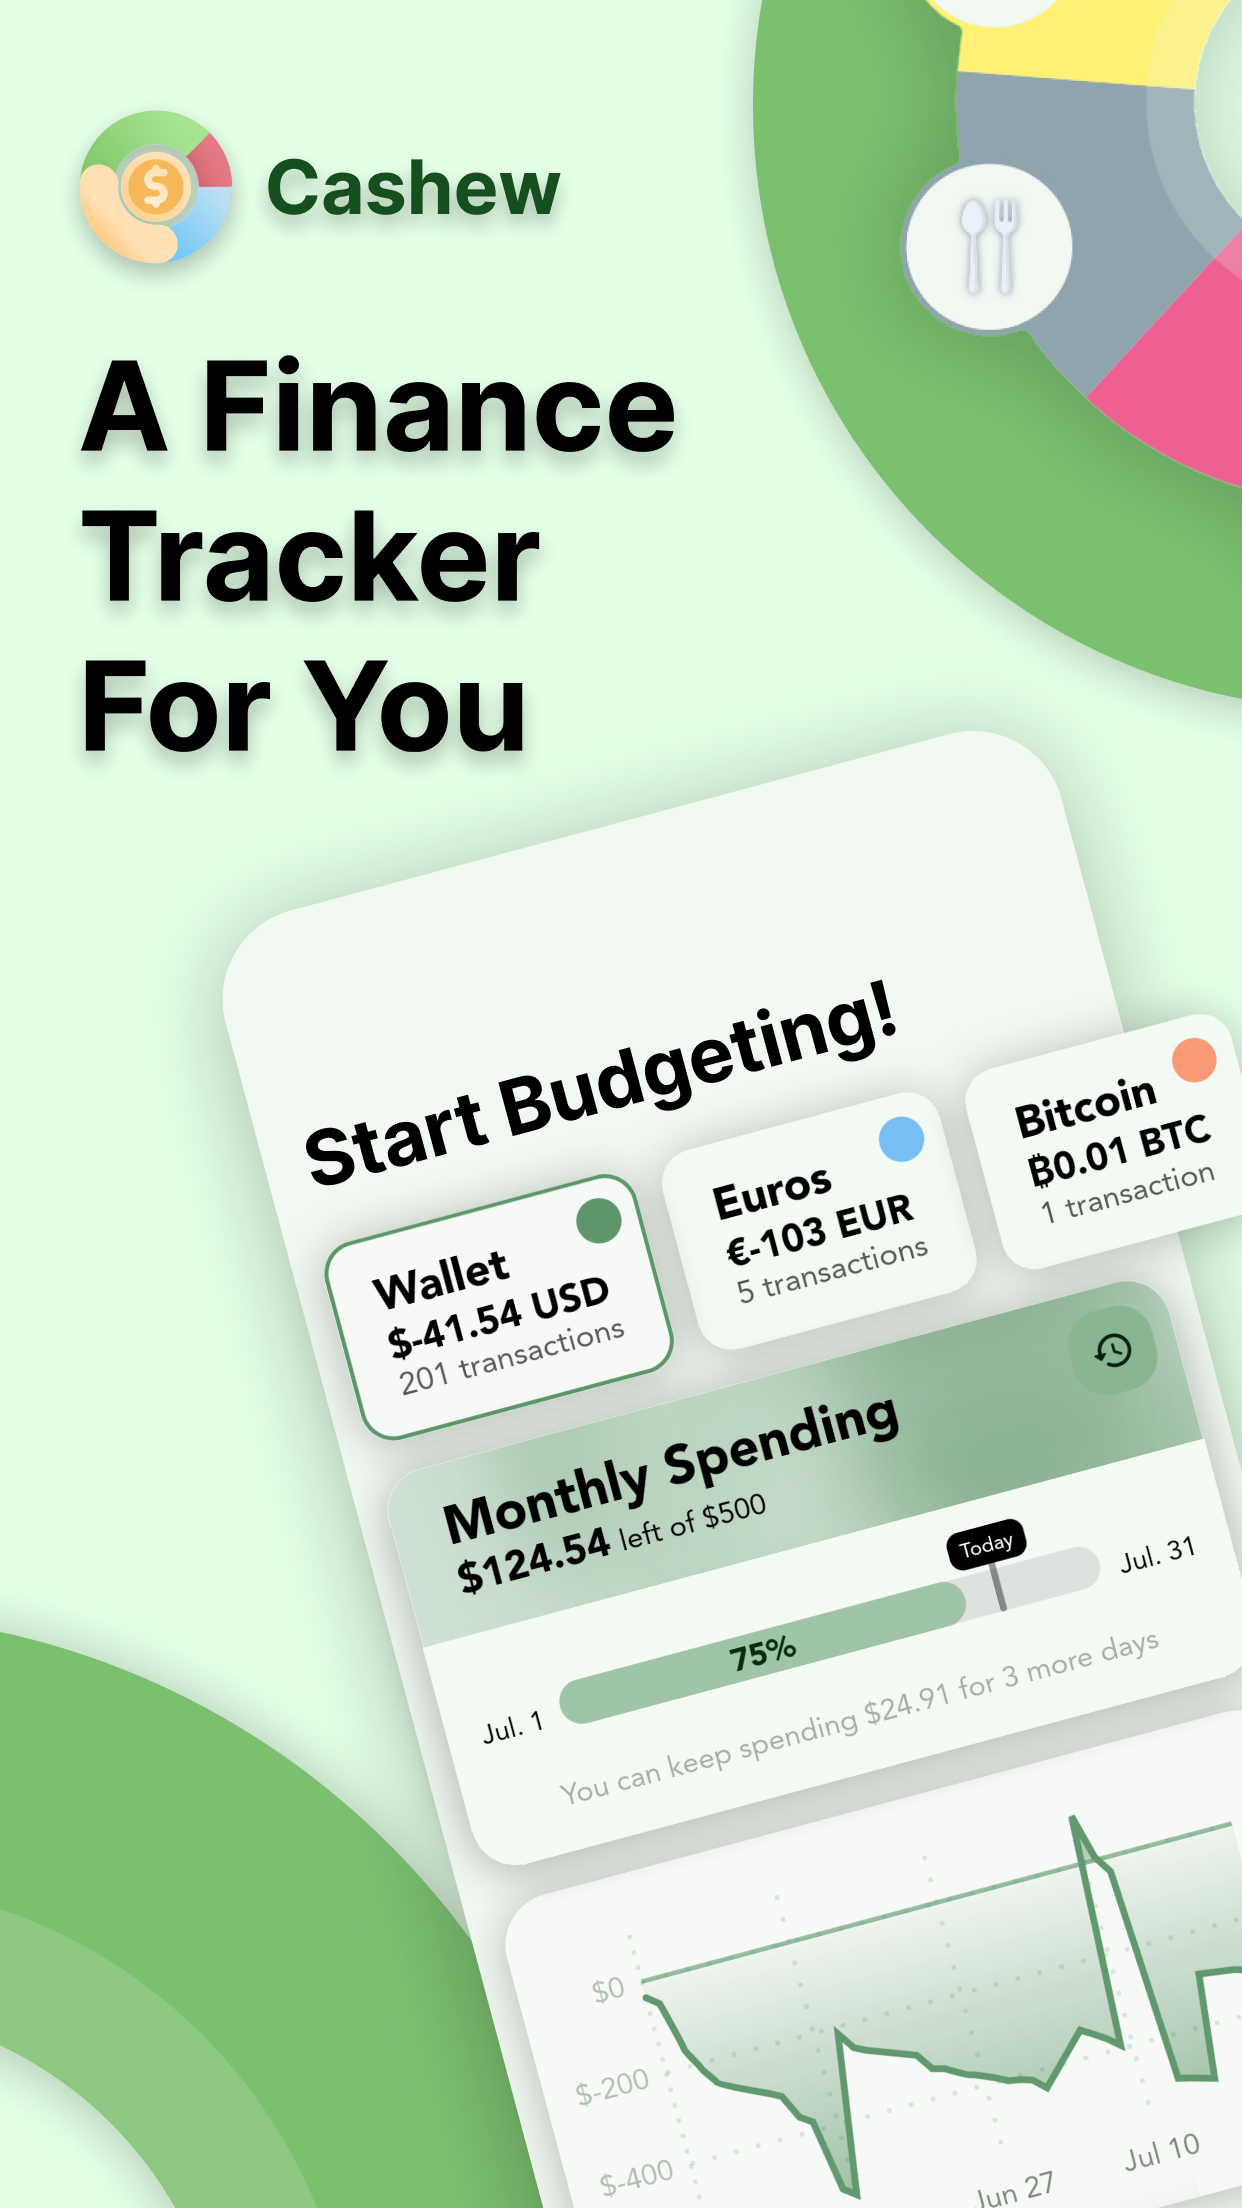 Cashew
A Finance
Tracker
For You
Start Budgeting!
Wallet
$-41.54 USD
201 transactions
Euros
€-103 EUR
5 transactions
Bitcoin
₿0.01 BTC
1 transaction
Monthly Spending
$124.54 left of $500
Today
Jul. 1
75%
Jul. 31
You can keep spending $24.91 for 3 more days
$0
$-200
$-400
Jun 27
Jul 10